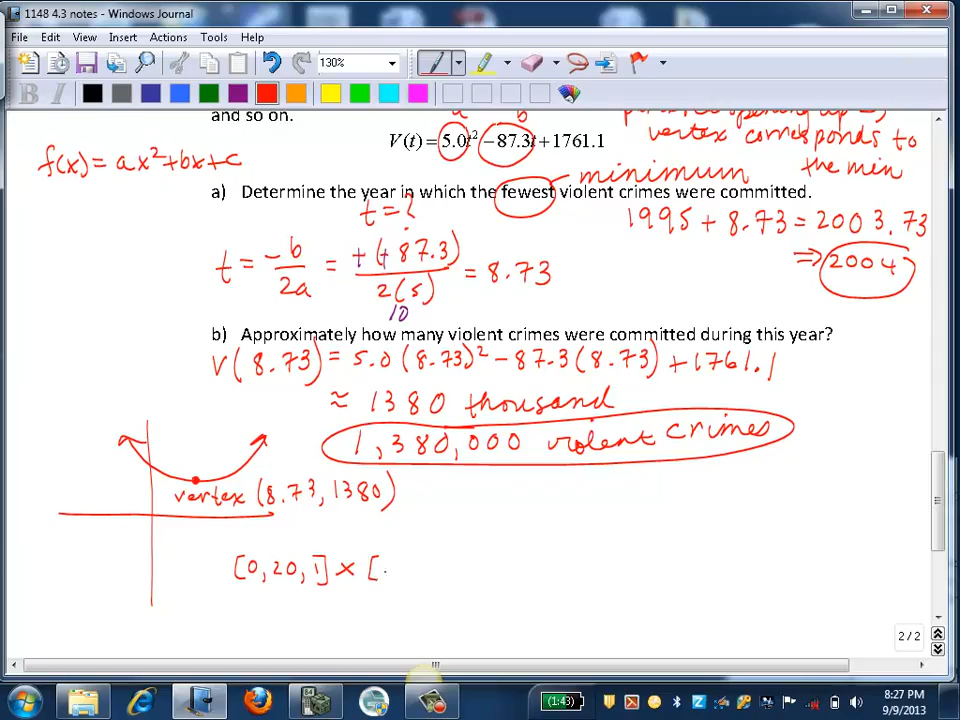 1148 4.3 notes - Windows Journal
File Edit View Insert Actions Tools Help
130%
and so on.
V(t) = 5.0t² − 87.3t + 1761.1
a b
opening up
vertex corresponds to
the min
f(x) = ax²+bx+c
minimum
a) Determine the year in which the fewest violent crimes were committed.
t = ?
1995 + 8.73 = 2003.73
⇒ 2004
t = -b/2a = +(+87.3)/2(5) = 8.73
10
b) Approximately how many violent crimes were committed during this year?
V(8.73) = 5.0(8.73)² − 87.3(8.73) + 1761.1
≈ 1380 thousand
1,380,000 violent crimes
vertex (8.73, 1380)
[0, 20, 1] × [
2 / 2
(1:43)
8:27 PM
9/9/2013